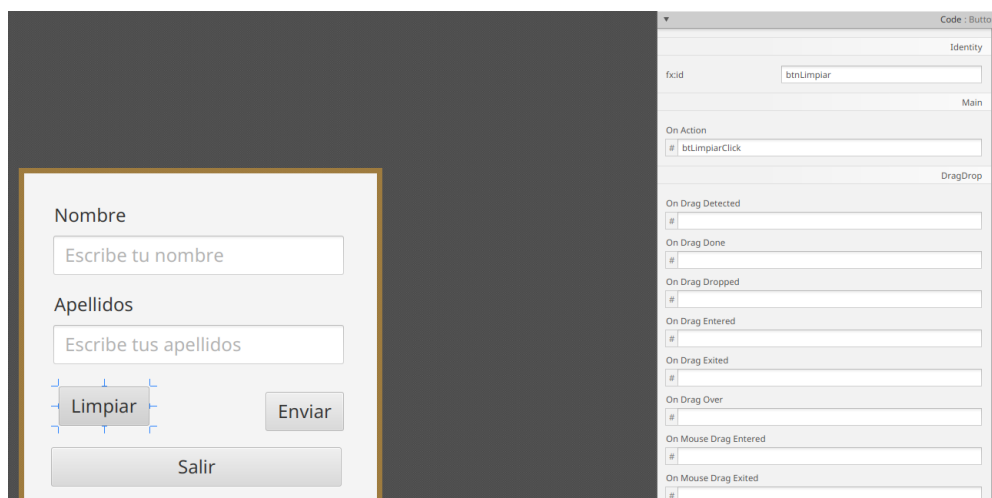 Nombre
Escribe tu nombre
Apellidos
Escribe tus apellidos
Limpiar
Enviar
Salir
Code : Butto
Identity
fx:id
btnLimpiar
Main
On Action
# btLimpiarClick
DragDrop
On Drag Detected
#
On Drag Done
#
On Drag Dropped
#
On Drag Entered
#
On Drag Exited
#
On Drag Over
#
On Mouse Drag Entered
#
On Mouse Drag Exited
#